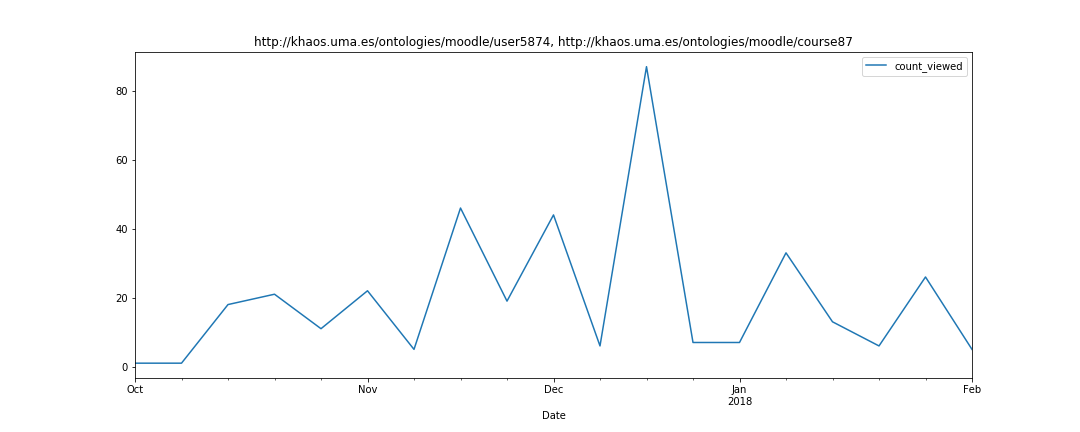 http://khaos.uma.es/ontologies/moodle/user5874, http://khaos.uma.es/ontologies/moodle/course87
count_viewed
80
60
40
20
0
Oct
Nov
Dec
Jan
2018
Feb
Date